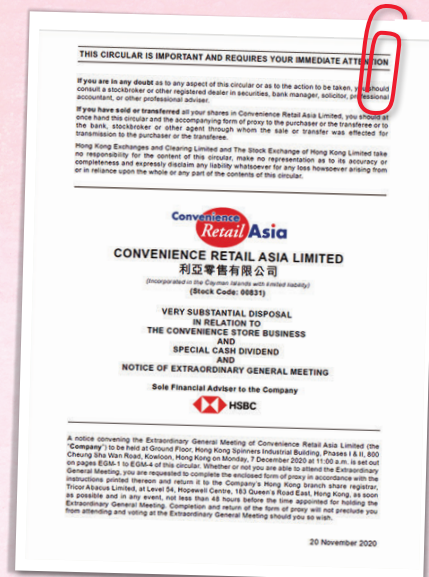 THIS CIRCULAR IS IMPORTANT AND REQUIRES YOUR IMMEDIATE ATTENTION
If you are in any doubt as to any aspect of this circular or as to the action to be taken, you should
consult a stockbroker or other registered dealer in securities, bank manager, solicitor, professional
accountant, or other professional adviser.
If you have sold or transferred all your shares in Convenience Retail Asia Limited, you should at
once hand this circular and the accompanying form of proxy to the purchaser or the transferee or to
the bank, stockbroker or other agent through whom the sale or transfer was effected for
transmission to the purchaser or the transferee.
Hong Kong Exchanges and Clearing Limited and The Stock Exchange of Hong Kong Limited take
no responsibility for the content of this circular, make no representation as to its accuracy or
completeness and expressly disclaim any liability whatsoever for any loss howsoever arising from
or in reliance upon the whole or any part of the contents of this circular.
Convenience
Retail Asia
CONVENIENCE RETAIL ASIA LIMITED
利亞零售有限公司
(Incorporated in the Cayman Islands with limited liability)
(Stock Code: 00831)
VERY SUBSTANTIAL DISPOSAL
IN RELATION TO
THE CONVENIENCE STORE BUSINESS
AND
SPECIAL CASH DIVIDEND
AND
NOTICE OF EXTRAORDINARY GENERAL MEETING
Sole Financial Adviser to the Company
HSBC
A notice convening the Extraordinary General Meeting of Convenience Retail Asia Limited (the
"Company") to be held at Ground Floor, Hong Kong Spinners Industrial Building, Phases I & II, 800
Cheung Sha Wan Road, Kowloon, Hong Kong on Monday, 7 December 2020 at 11:00 a.m. is set out
on pages EGM-1 to EGM-4 of this circular. Whether or not you are able to attend the Extraordinary
General Meeting, you are requested to complete the enclosed form of proxy in accordance with the
instructions printed thereon and return it to the Company's Hong Kong branch share registrar,
Tricor Abacus Limited, at Level 54, Hopewell Centre, 183 Queen's Road East, Hong Kong, as soon
as possible and in any event, not less than 48 hours before the time appointed for holding the
Extraordinary General Meeting. Completion and return of the form of proxy will not preclude you
from attending and voting at the Extraordinary General Meeting should you so wish.
20 November 2020